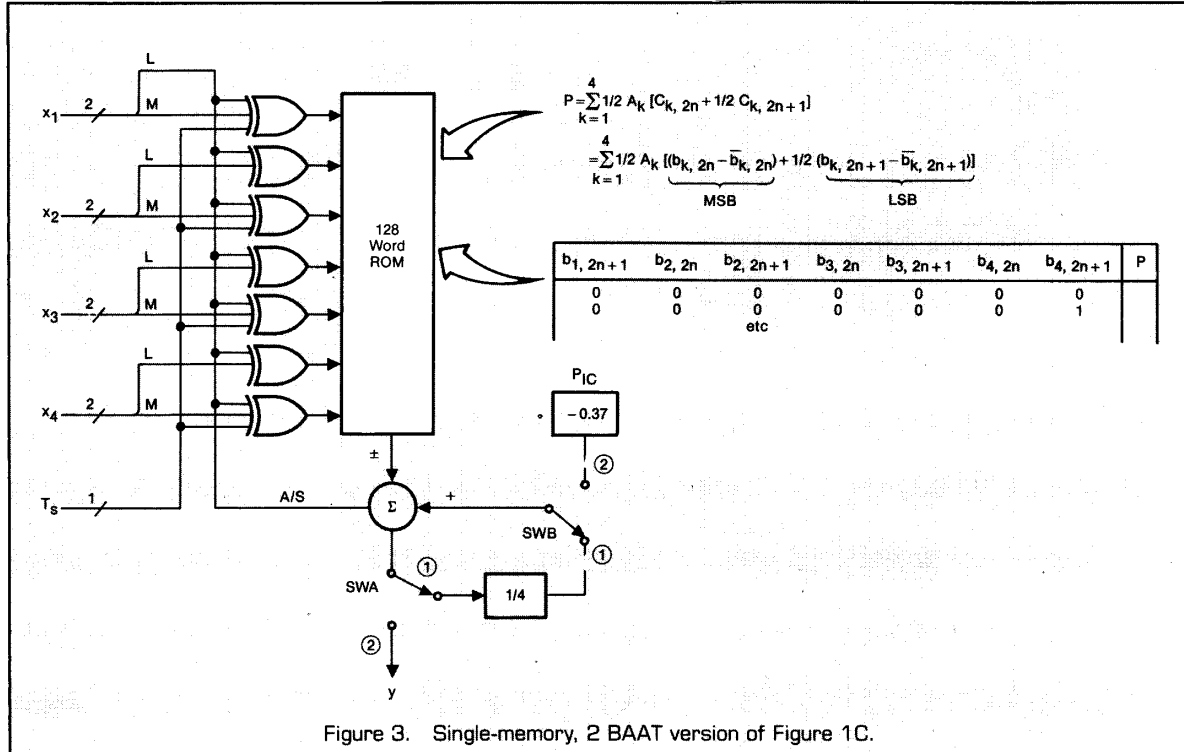 L
x₁ 2 M
L
x₂ 2 M
L
x₃ 2 M
L
x₄ 2 M
Tₛ 1
128
Word
ROM
P = ∑ₖ₌₁⁴ 1/2 Aₖ [Cₖ, ₂ₙ + 1/2 Cₖ, ₂ₙ₊₁]
= ∑ₖ₌₁⁴ 1/2 Aₖ [(bₖ, ₂ₙ − b̅ₖ, ₂ₙ) + 1/2 (bₖ, ₂ₙ₊₁ − b̅ₖ, ₂ₙ₊₁)]
MSB LSB
b₁, ₂ₙ₊₁ b₂, ₂ₙ b₂, ₂ₙ₊₁ b₃, ₂ₙ b₃, ₂ₙ₊₁ b₄, ₂ₙ b₄, ₂ₙ₊₁ P
0 0 0 0 0 0 0
0 0 0 0 0 0 1
etc
P_IC
−0.37
②
±
A/S Σ +
SWB
①
SWA
①
1/4
②
y
Figure 3. Single-memory, 2 BAAT version of Figure 1C.